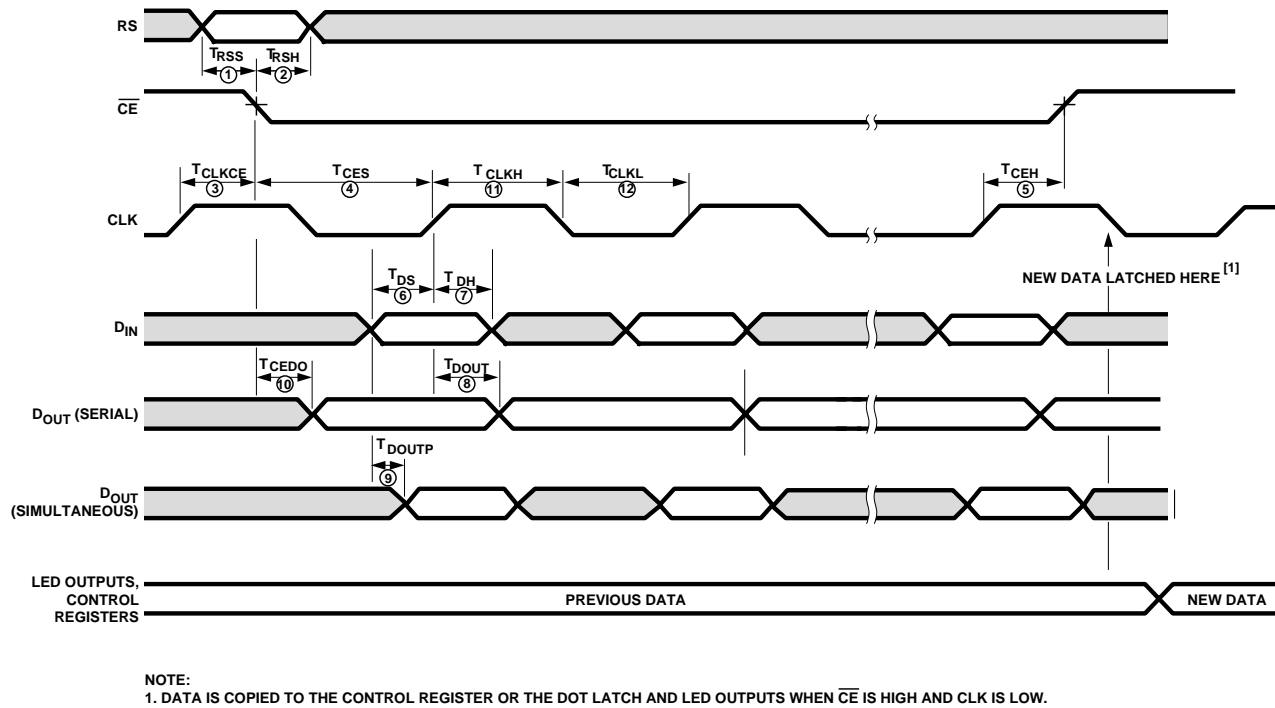 RS
TRSS
1
TRSH
2
CE
TCLKCE
3
TCES
4
TCLKH
11
TCLKL
12
TCEH
5
CLK
TDS
6
TDH
7
NEW DATA LATCHED HERE [1]
DIN
TCEDO
10
TDOUT
8
DOUT (SERIAL)
TDOUTP
9
DOUT
(SIMULTANEOUS)
LED OUTPUTS,
CONTROL
REGISTERS
PREVIOUS DATA
NEW DATA
NOTE:
1. DATA IS COPIED TO THE CONTROL REGISTER OR THE DOT LATCH AND LED OUTPUTS WHEN CE IS HIGH AND CLK IS LOW.